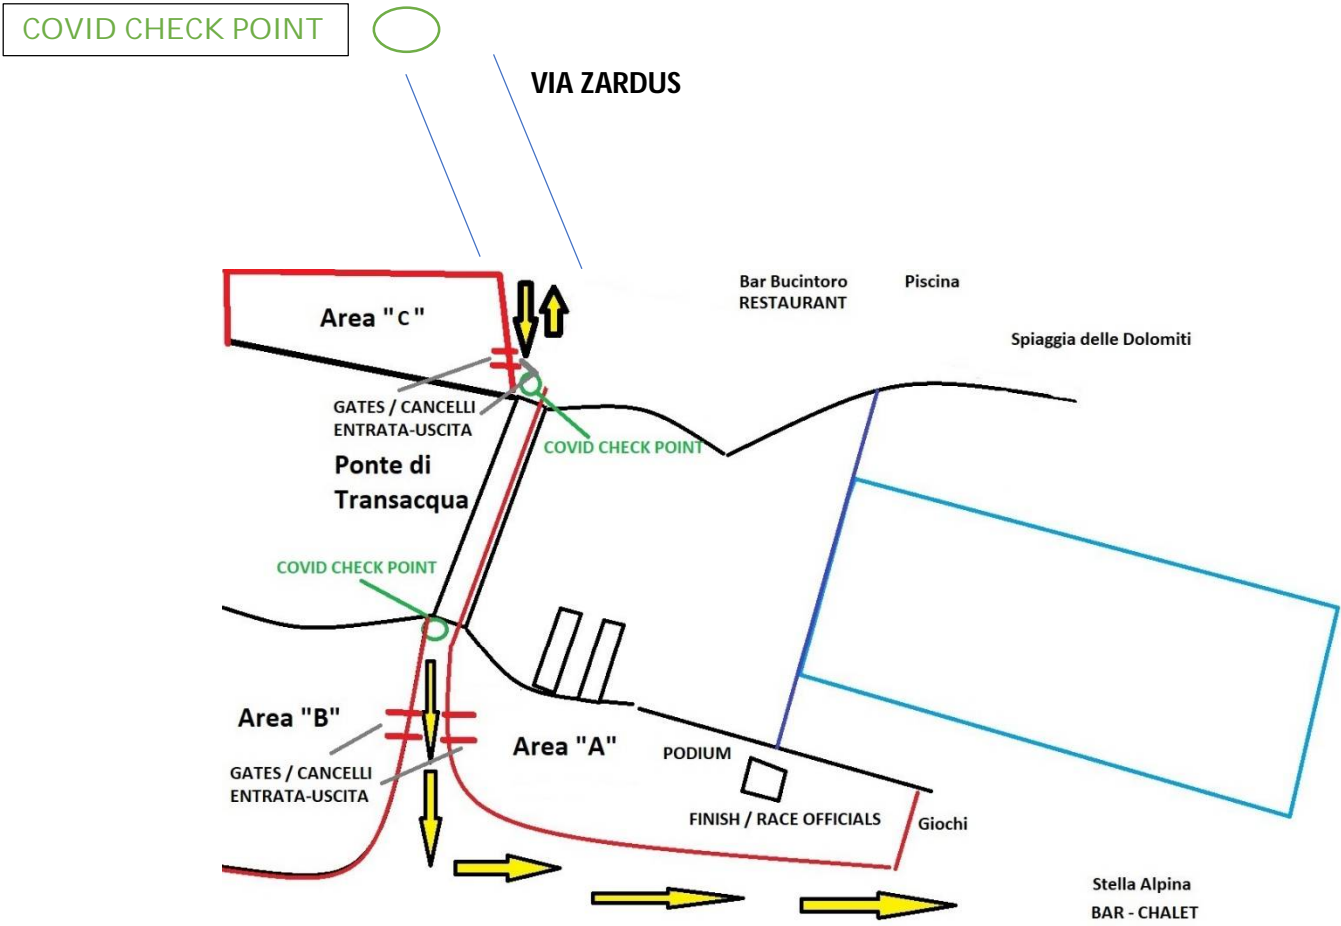 COVID CHECK POINT
VIA ZARDUS
Bar Bucintoro
RESTAURANT
Piscina
Area "C"
Spiaggia delle Dolomiti
GATES / CANCELLI
ENTRATA-USCITA
COVID CHECK POINT
Ponte di
Transacqua
COVID CHECK POINT
Area "B"
Area "A"
PODIUM
GATES / CANCELLI
ENTRATA-USCITA
FINISH / RACE OFFICIALS
Giochi
Stella Alpina
BAR - CHALET